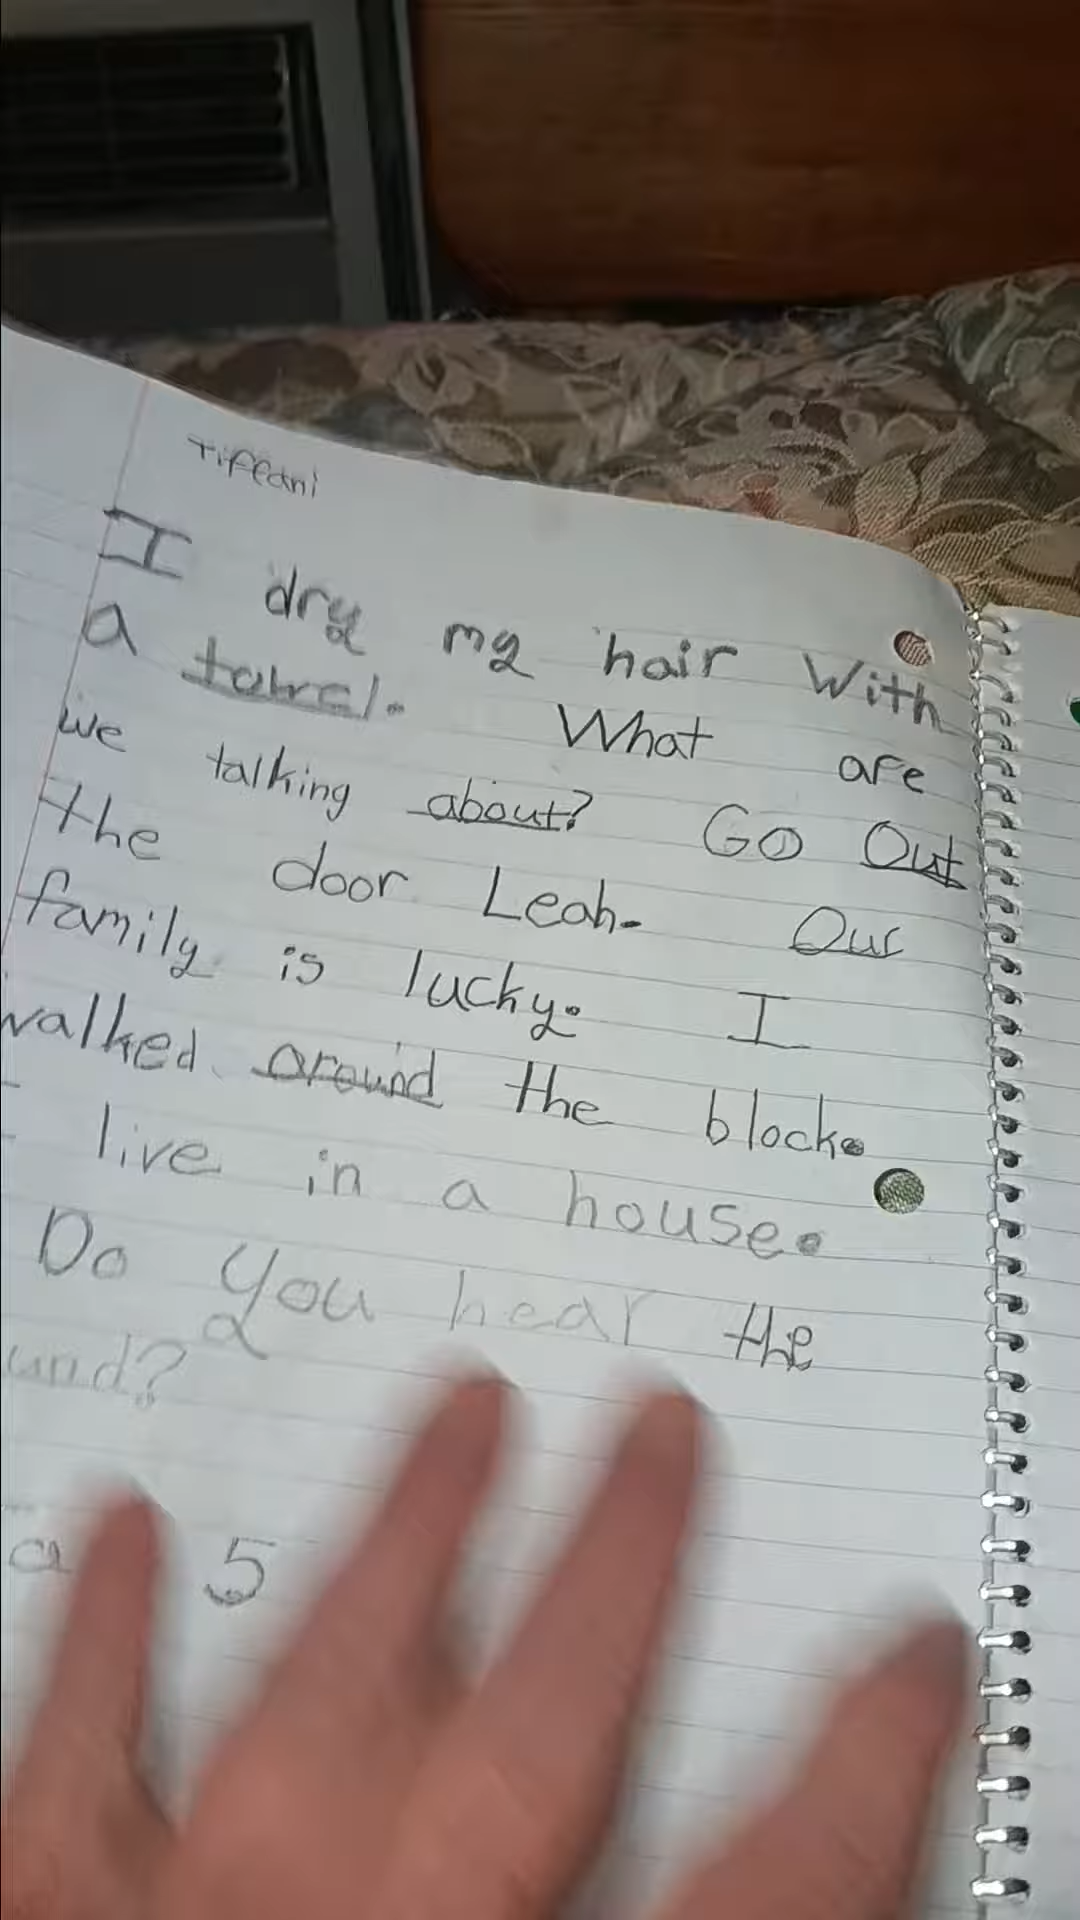 Tiffani
I dry my hair With
a towel. What are
we talking about? Go Out
the door Leah. Our
family is lucky. I
walked around the block.
live in a house.
Do you hear the
und?
5